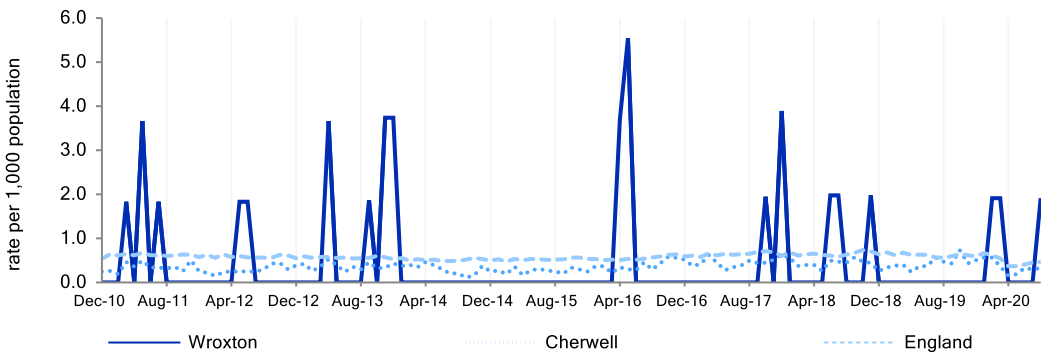 rate per 1,000 population
6.0
5.0
4.0
3.0
2.0
1.0
0.0
Dec-10 Aug-11 Apr-12 Dec-12 Aug-13 Apr-14 Dec-14 Aug-15 Apr-16 Dec-16 Aug-17 Apr-18 Dec-18 Aug-19 Apr-20
Wroxton Cherwell England